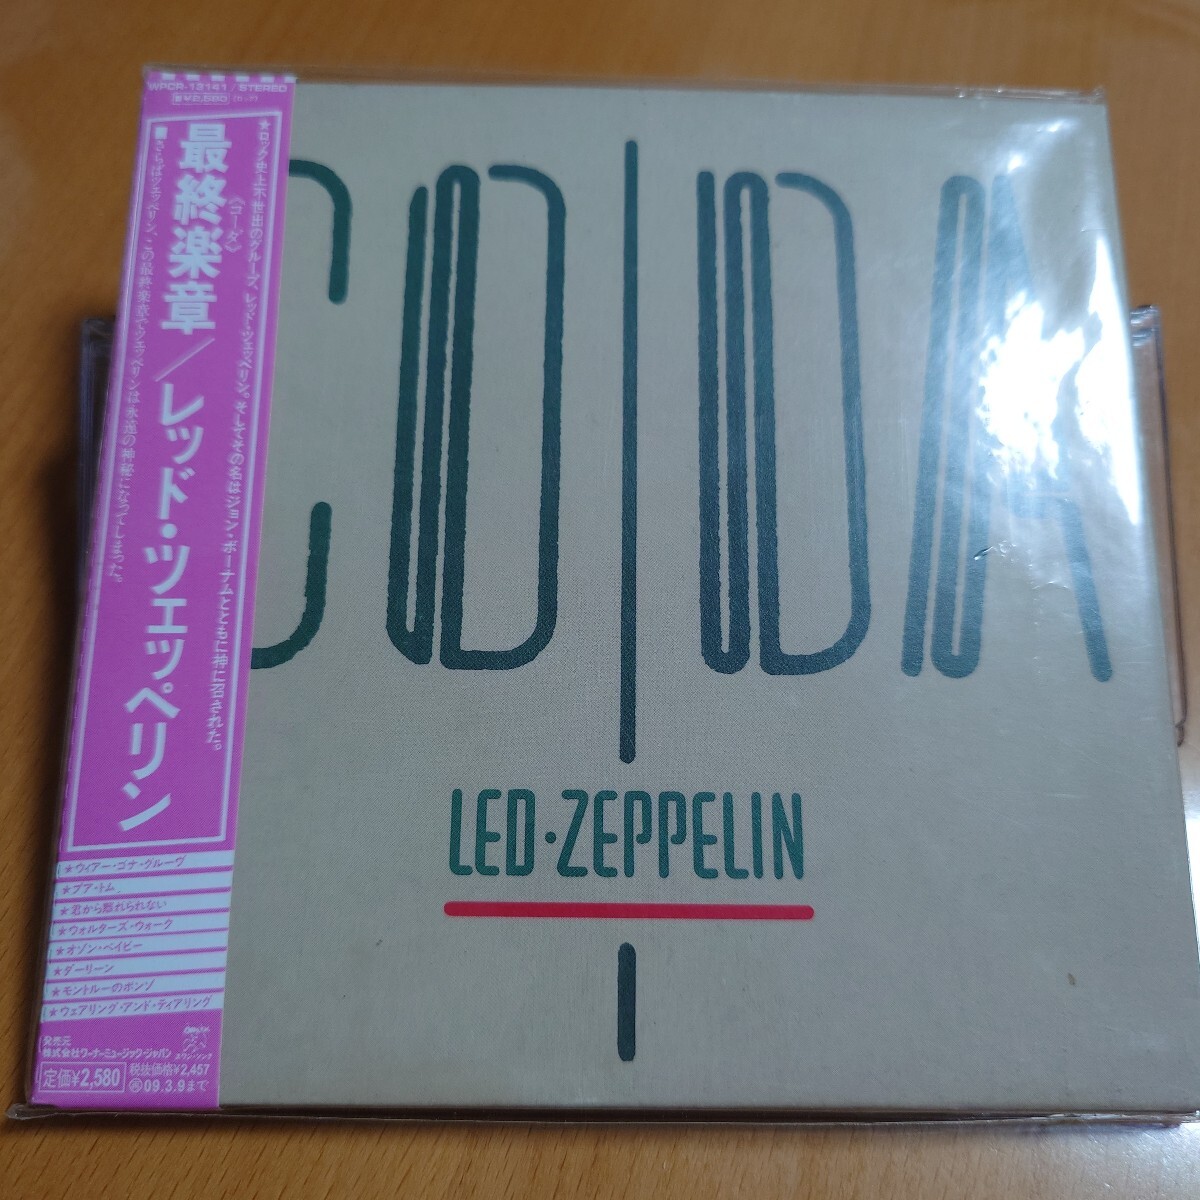 WPCR-13141/STEREO
¥2,580
★ロック史上不世出のグループ、レッド・ツェッペリン。そしてその名はジョン・ボーナムとともに神に召された。
最終楽章/レッド・ツェッペリン
《コーダ》
■さらばツェッペリン、この最終楽章でツェッペリンは永遠の神秘になってしまった。
★ウィアー・ゴナ・グルーヴ
★プア・トム
★君から離れられない
★ウォルターズ・ウォーク
★オゾン・ベイビー
★ダーリーン
★モントルーのボンゾ
★ウェアリング・アンド・ティアリング
発売元
株式会社ワーナーミュージック・ジャパン
スワン・ソング
定価¥2,580
税抜価格¥2,457
09.3.9まで
CODA
LED·ZEPPELIN